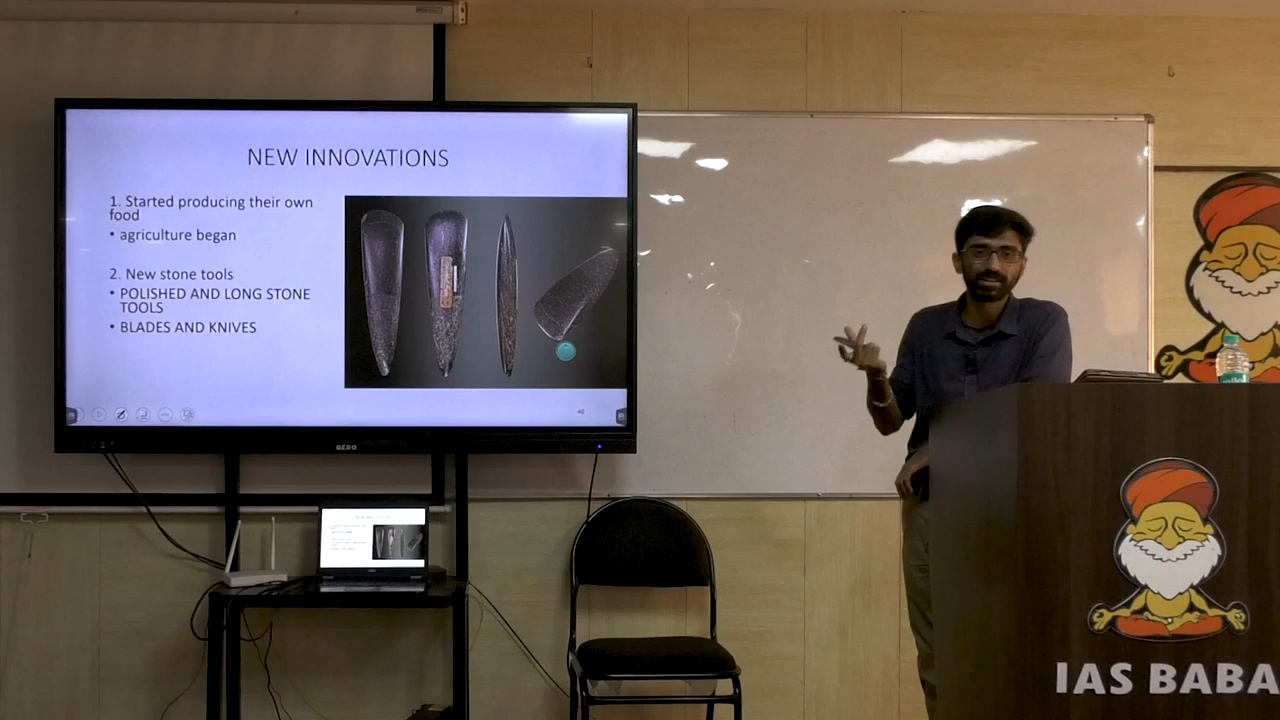 NEW INNOVATIONS
1. Started producing their own
food
• agriculture began
2. New stone tools
• POLISHED AND LONG STONE
TOOLS
• BLADES AND KNIVES
IAS BABA